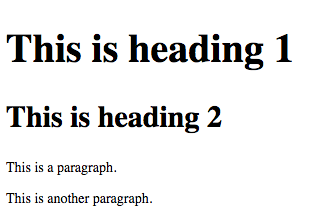 This is heading 1
This is heading 2
This is a paragraph.
This is another paragraph.